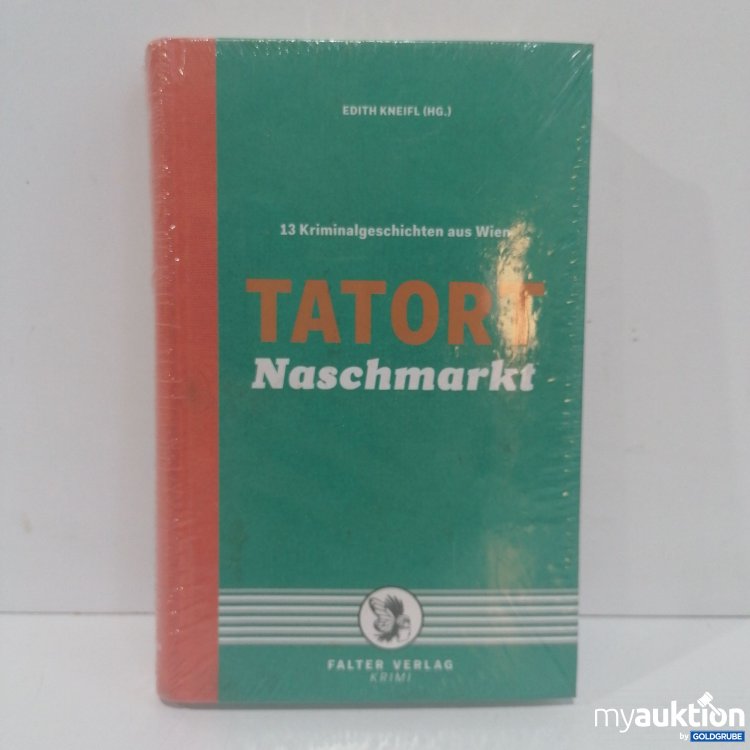 EDITH KNEIFL (HG.)
13 Kriminalgeschichten aus Wien
TATORT
Naschmarkt
FALTER VERLAG
KRIMI
myauktion
by GOLDGRUBE